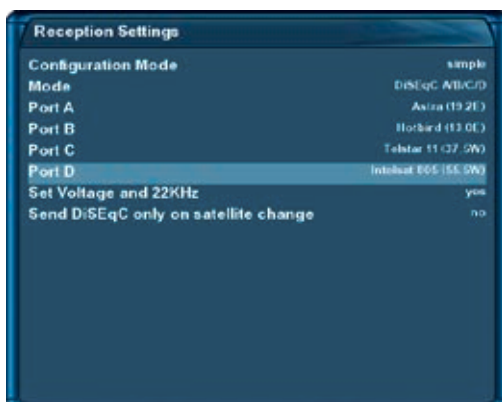 Reception Settings
Configuration Mode simple
Mode DiSEqC A/B/C/D
Port A Astra (19.2E)
Port B Hotbird (13.0E)
Port C Telstar 11 (37.5W)
Port D Intelsat 805 (55.5W)
Set Voltage and 22KHz yes
Send DiSEqC only on satellite change no